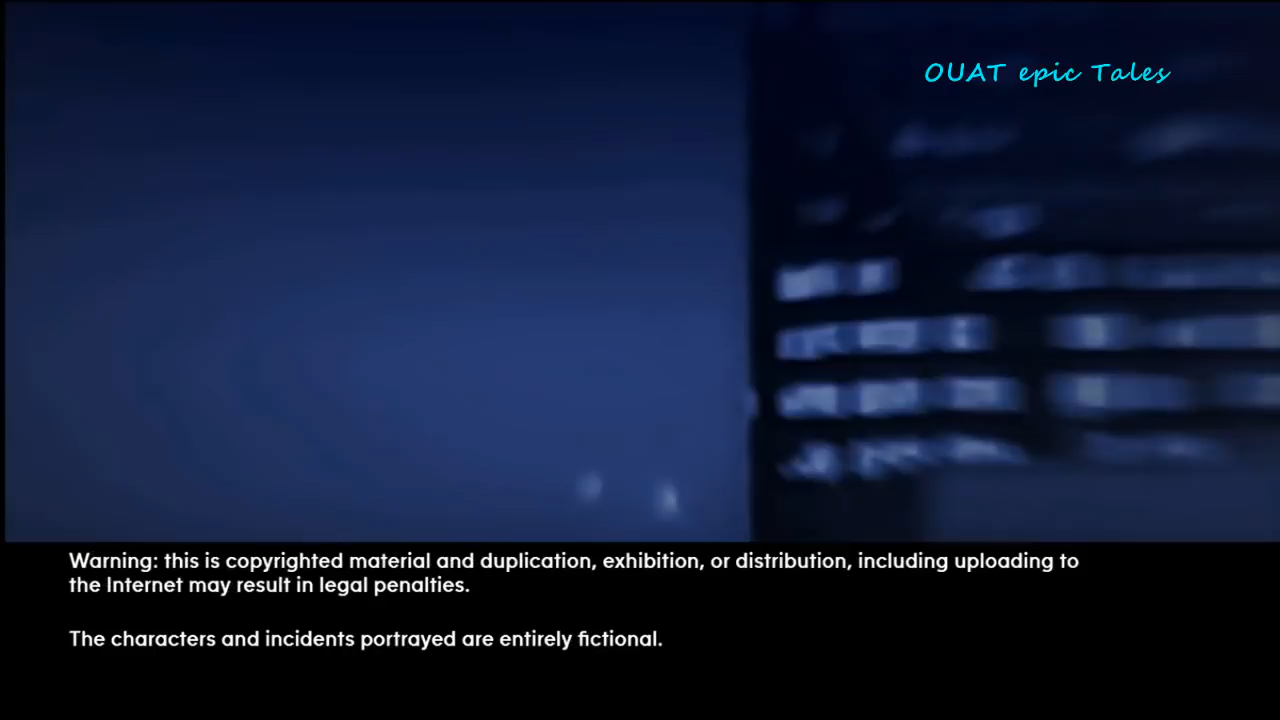 OUAT epic Tales
Warning: this is copyrighted material and duplication, exhibition, or distribution, including uploading to
the Internet may result in legal penalties.
The characters and incidents portrayed are entirely fictional.